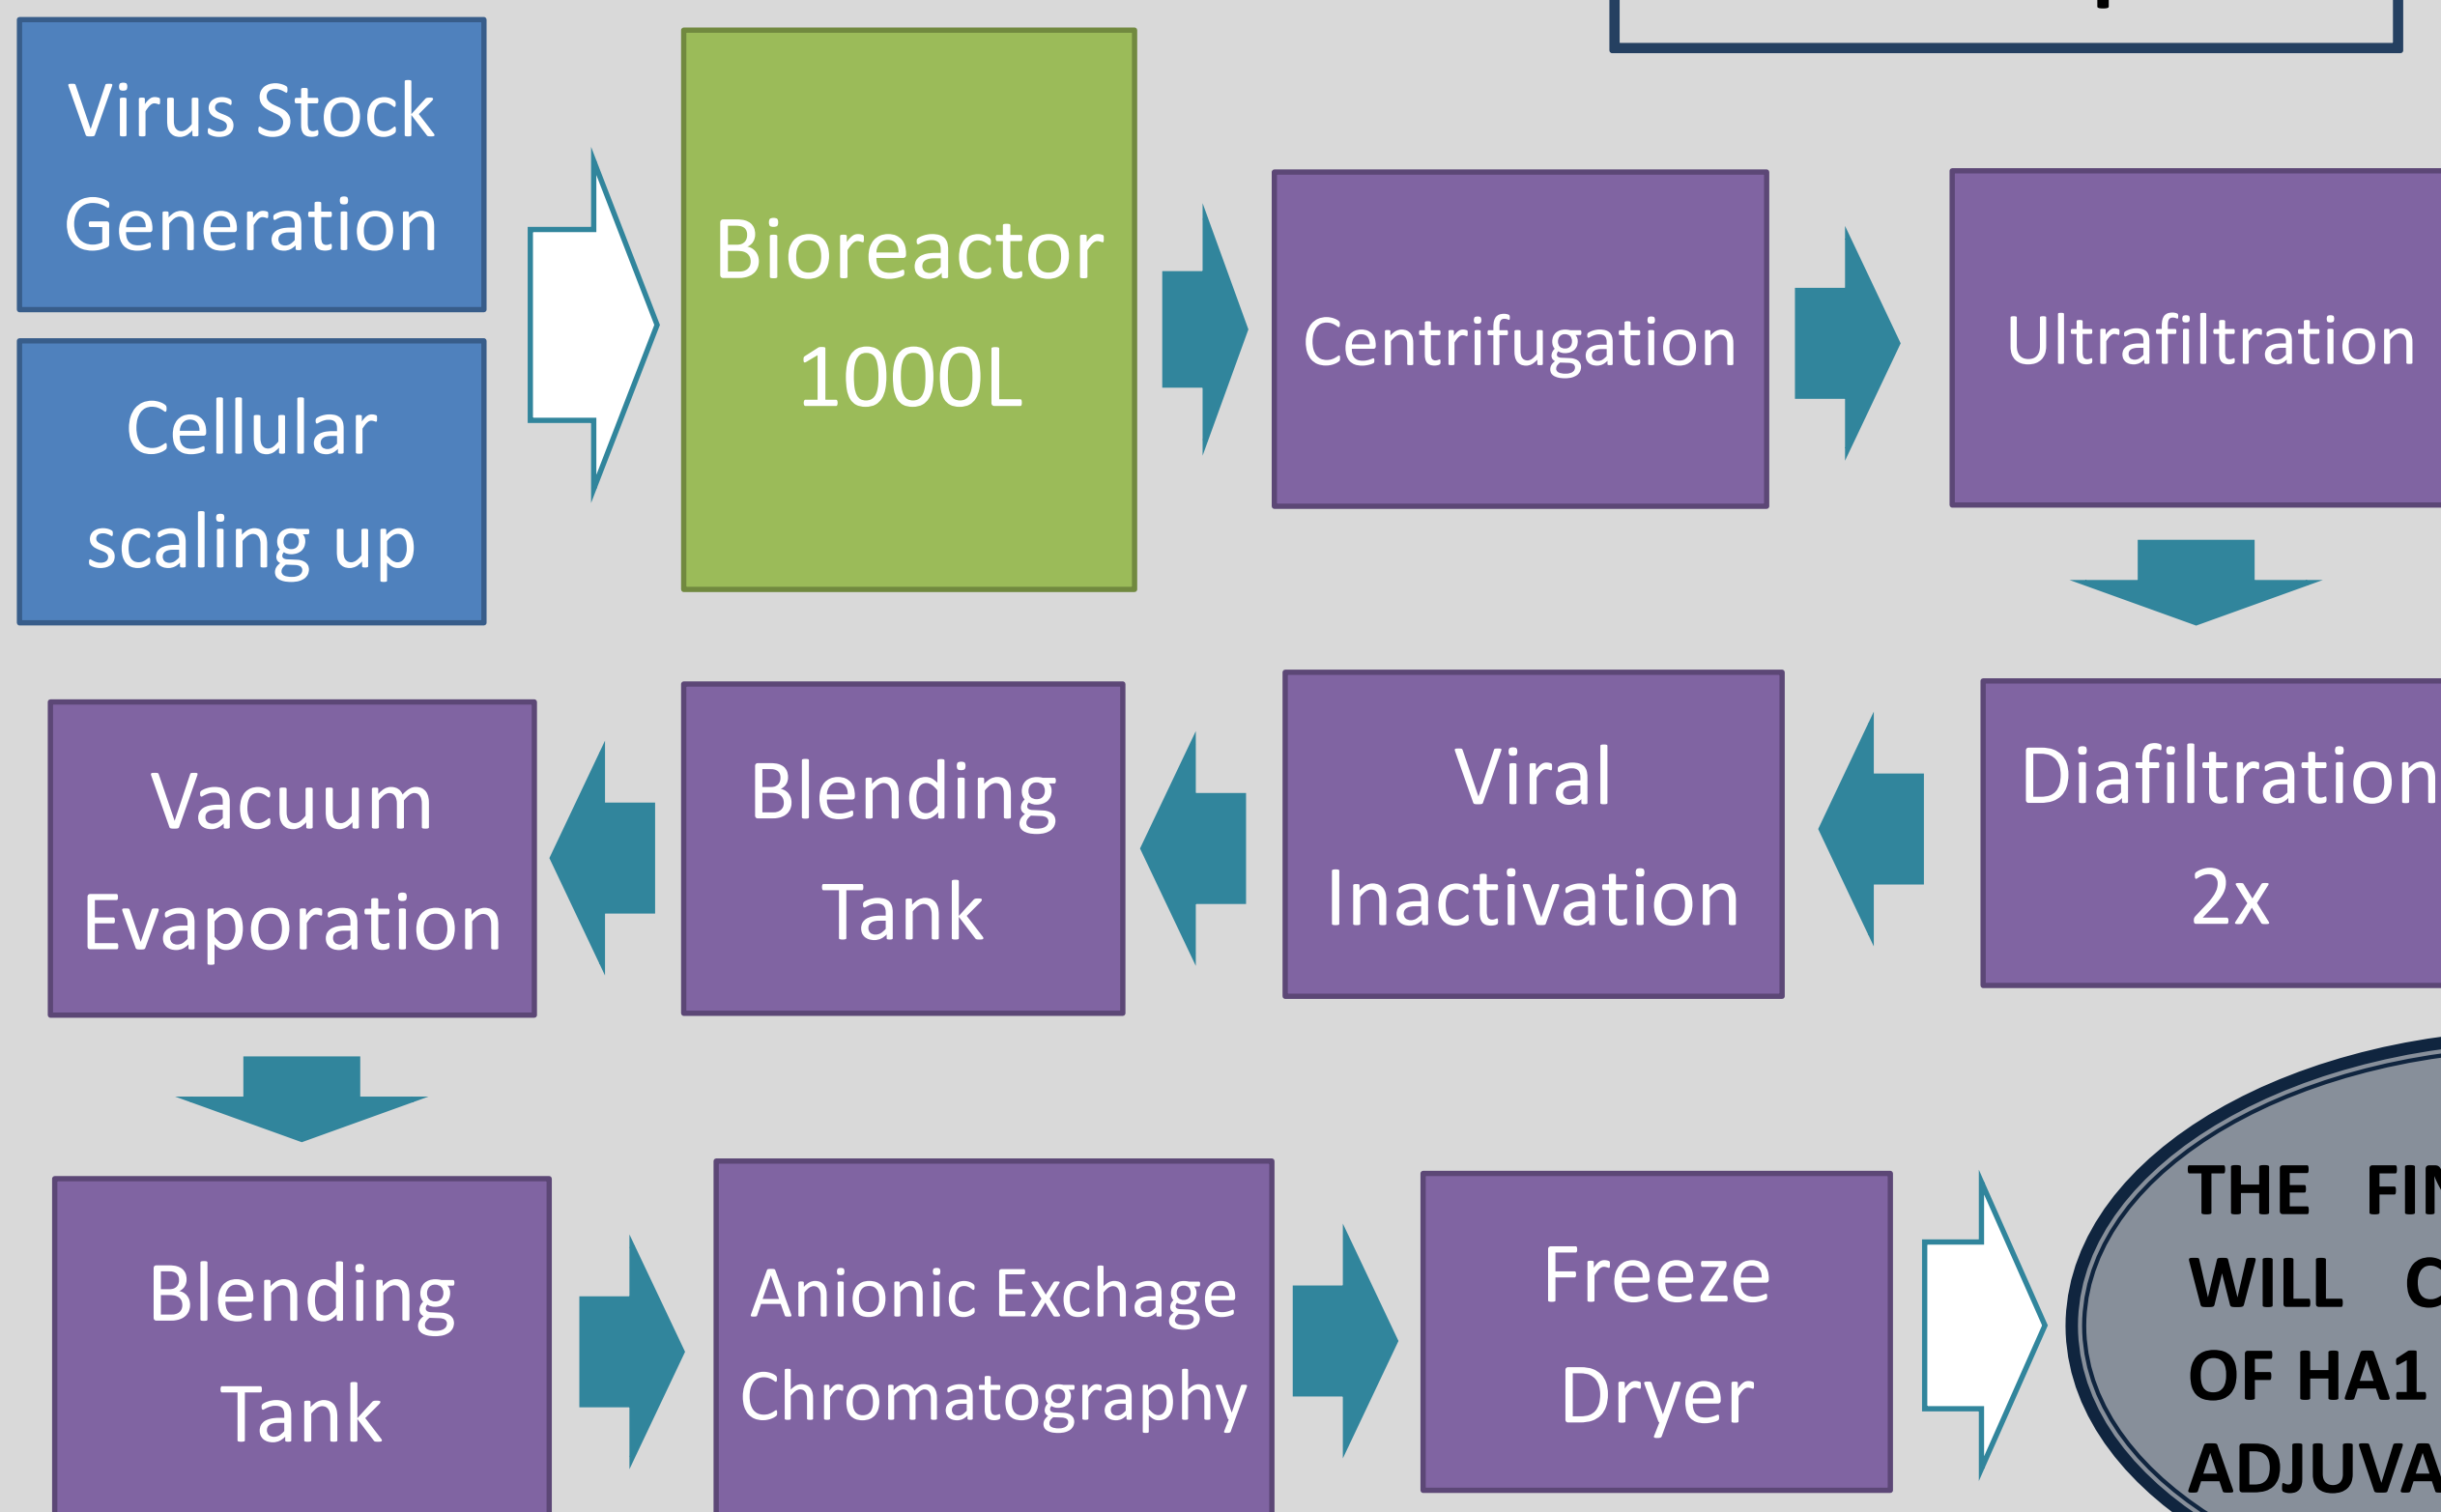 Virus Stock
Generation
Cellular
scaling up
Bioreactor
1000L
Centrifugation
Ultrafiltration
Diafiltration
2x
Viral
Inactivation
Blending
Tank
Vacuum
Evaporation
Blending
Tank
Anionic Exchange
Chromatography
Freeze
Dryer
THE
WILL
OF HA1